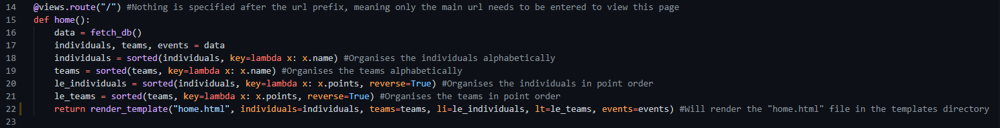 14 @views.route("/") #Nothing is specified after the url prefix, meaning only the main url needs to be entered to view this page
15 def home():
16     data = fetch_db()
17     individuals, teams, events = data
18     individuals = sorted(individuals, key=lambda x: x.name) #Organises the individuals alphabetically
19     teams = sorted(teams, key=lambda x: x.name) #Organises the teams alphabetically
20     le_individuals = sorted(individuals, key=lambda x: x.points, reverse=True) #Organises the individuals in point order
21     le_teams = sorted(teams, key=lambda x: x.points, reverse=True) #Organises the teams in point order
22     return render_template("home.html", individuals=individuals, teams=teams, li=le_individuals, lt=le_teams, events=events) #Will render the "home.html" file in the templates directory
23